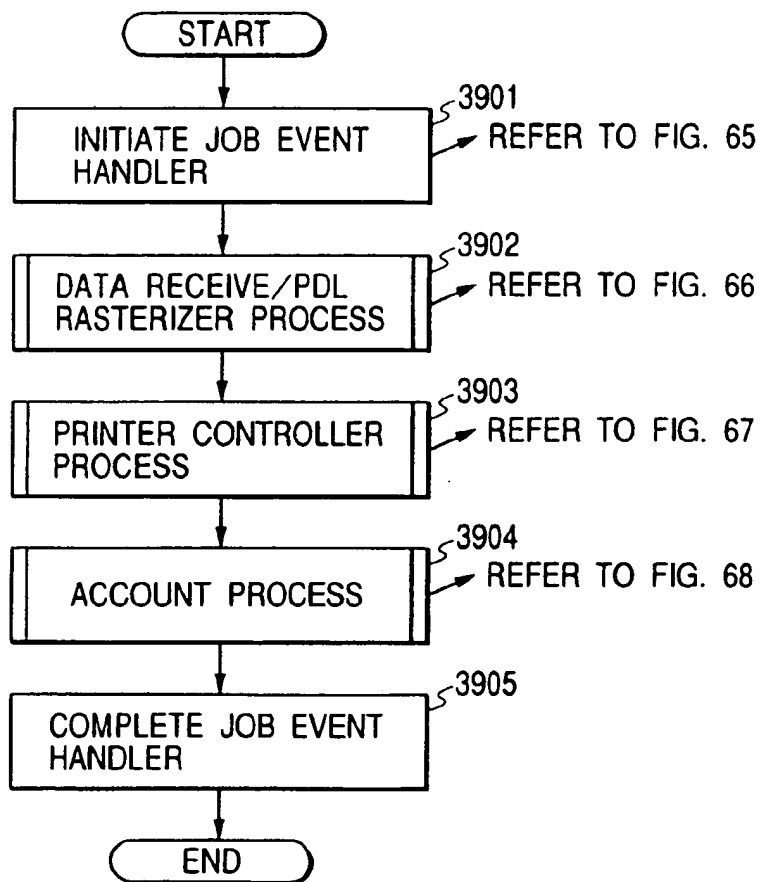 START
3901
INITIATE JOB EVENT
HANDLER
REFER TO FIG. 65
3902
DATA RECEIVE/PDL
RASTERIZER PROCESS
REFER TO FIG. 66
3903
PRINTER CONTROLLER
PROCESS
REFER TO FIG. 67
3904
ACCOUNT PROCESS
REFER TO FIG. 68
3905
COMPLETE JOB EVENT
HANDLER
END